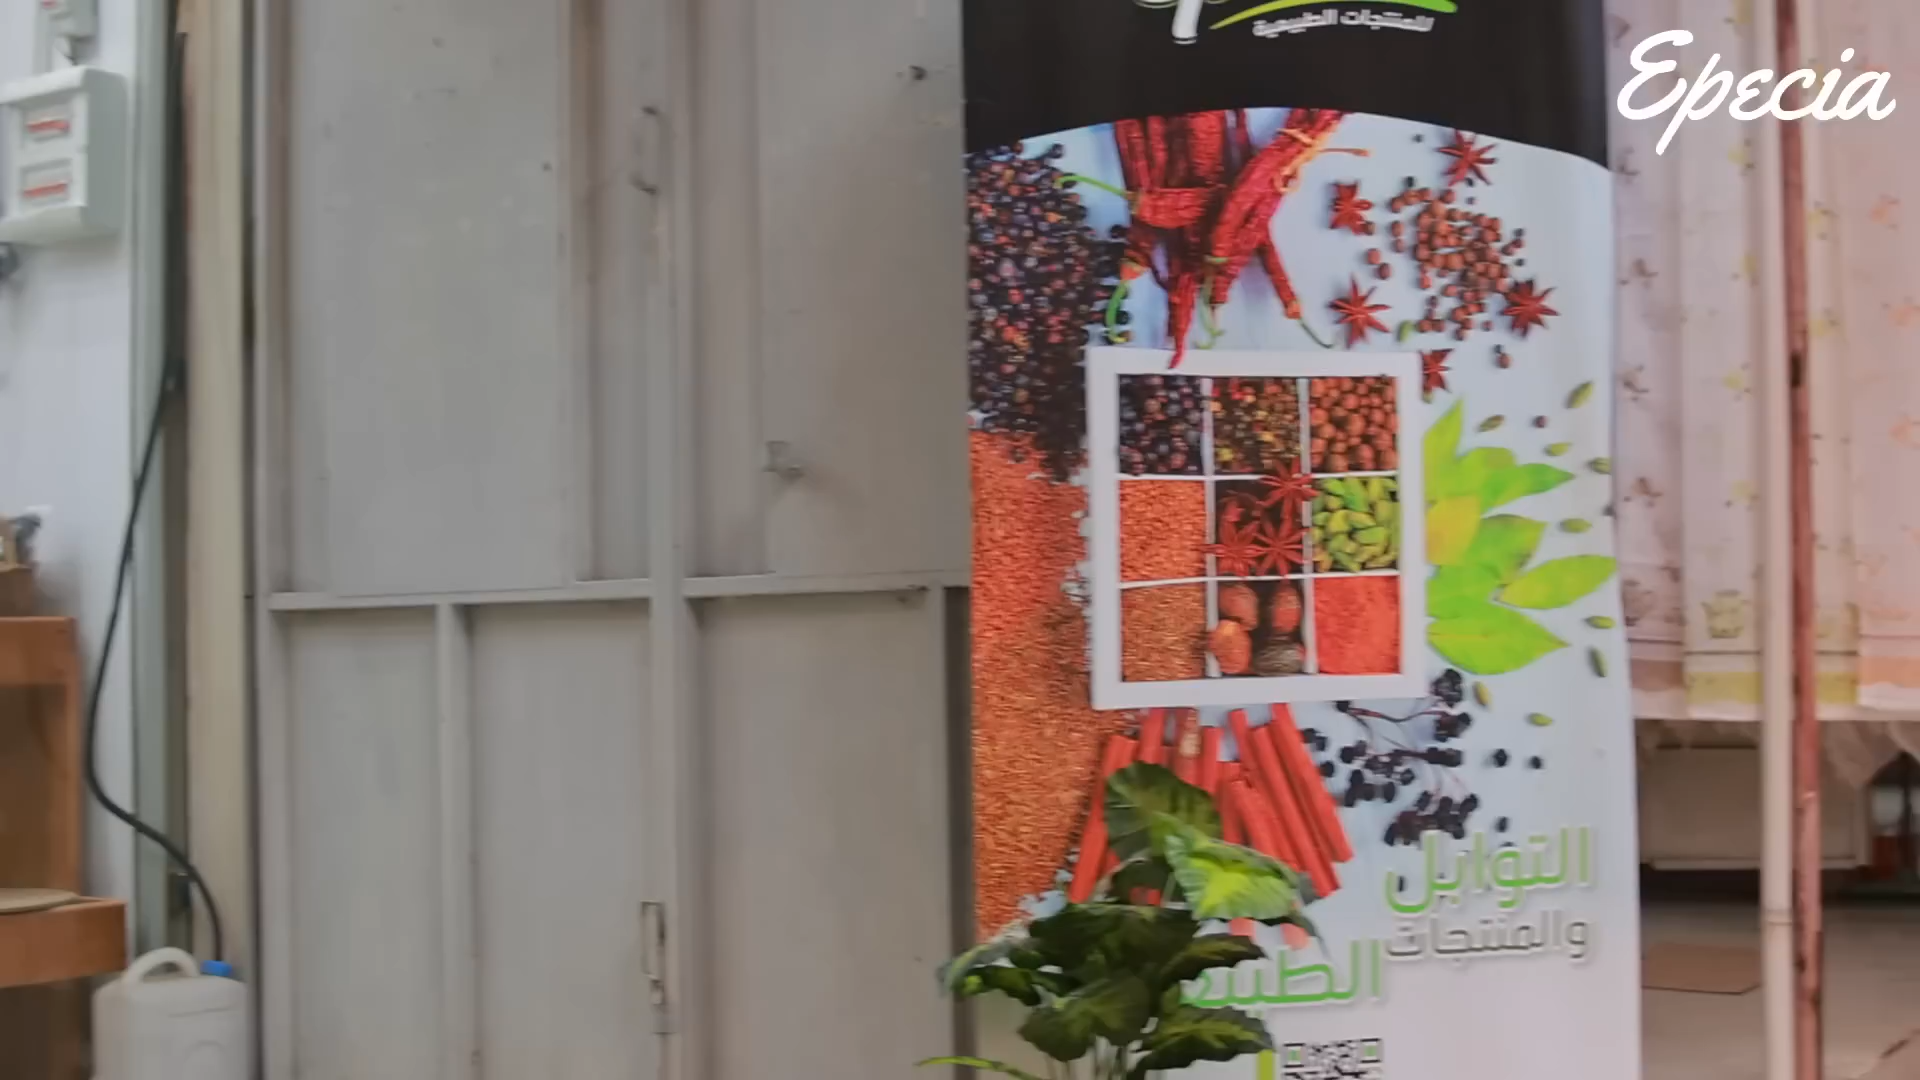 للمنتجات الطبيعية
Epecia
التوابل
والمنتجات